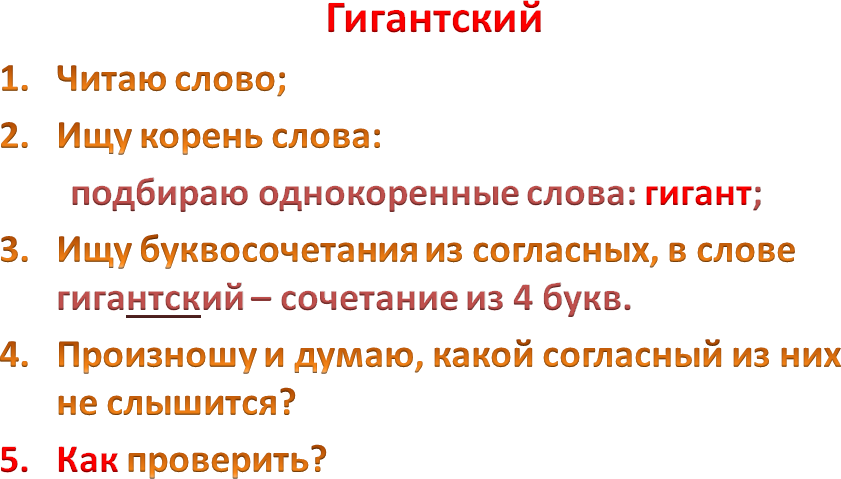 Гигантский
1. Читаю слово;
2. Ищу корень слова:
подбираю однокоренные слова: гигант;
3. Ищу буквосочетания из согласных, в слове
гигантский – сочетание из 4 букв.
4. Произношу и думаю, какой согласный из них
не слышится?
5. Как проверить?